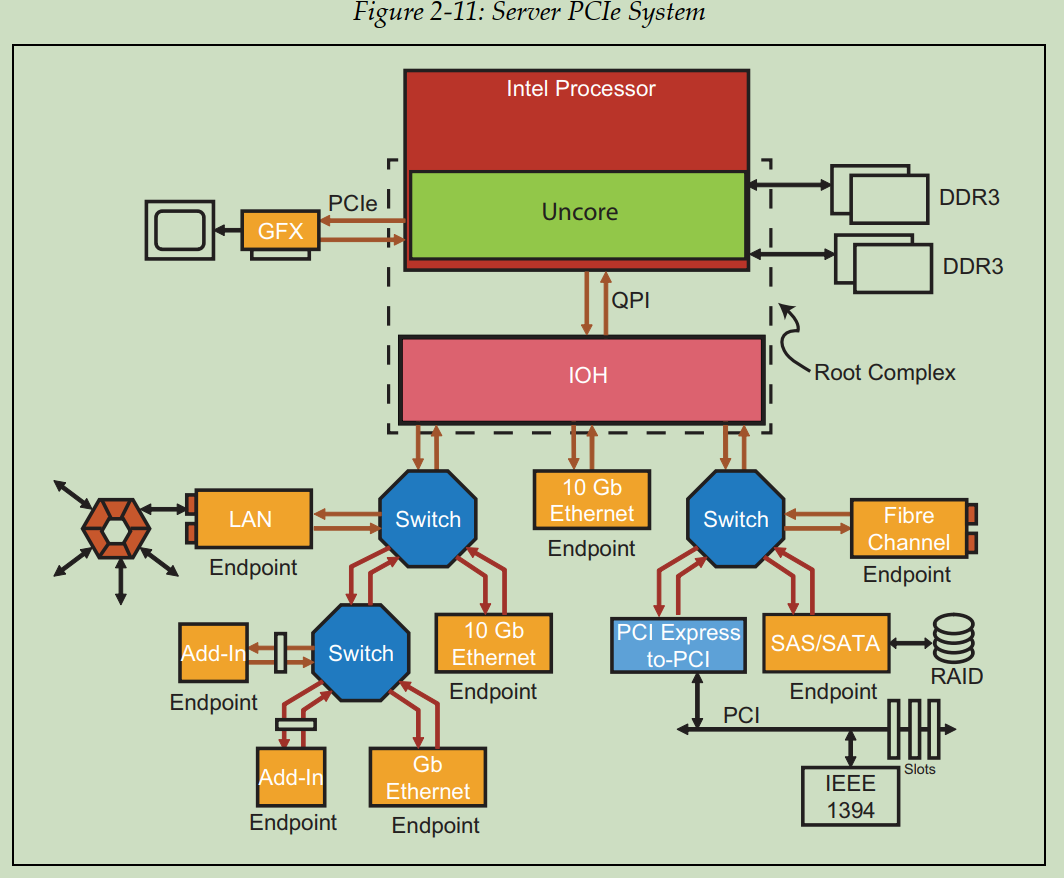 Figure 2-11: Server PCIe System
Intel Processor
Uncore
PCIe
GFX
DDR3
DDR3
QPI
IOH
Root Complex
LAN
Endpoint
Switch
10 Gb
Ethernet
Endpoint
Switch
Fibre
Channel
Endpoint
Add-In
Endpoint
Switch
10 Gb
Ethernet
Endpoint
PCI Express
to-PCI
SAS/SATA
Endpoint
RAID
PCI
Slots
Add-In
Endpoint
Gb
Ethernet
Endpoint
IEEE
1394